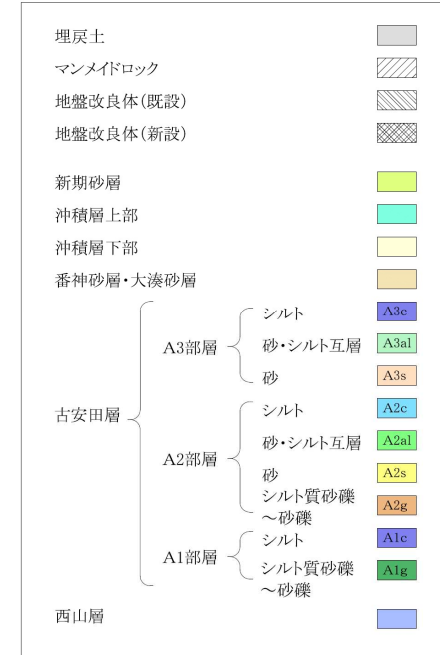 埋戻土
マンメイドロック
地盤改良体(既設)
地盤改良体(新設)
新期砂層
沖積層上部
沖積層下部
番神砂層・大湊砂層
古安田層
A3部層
シルト A3c
砂・シルト互層 A3al
砂 A3s
A2部層
シルト A2c
砂・シルト互層 A2al
砂 A2s
シルト質砂礫
~砂礫 A2g
A1部層
シルト A1c
シルト質砂礫
~砂礫 A1g
西山層